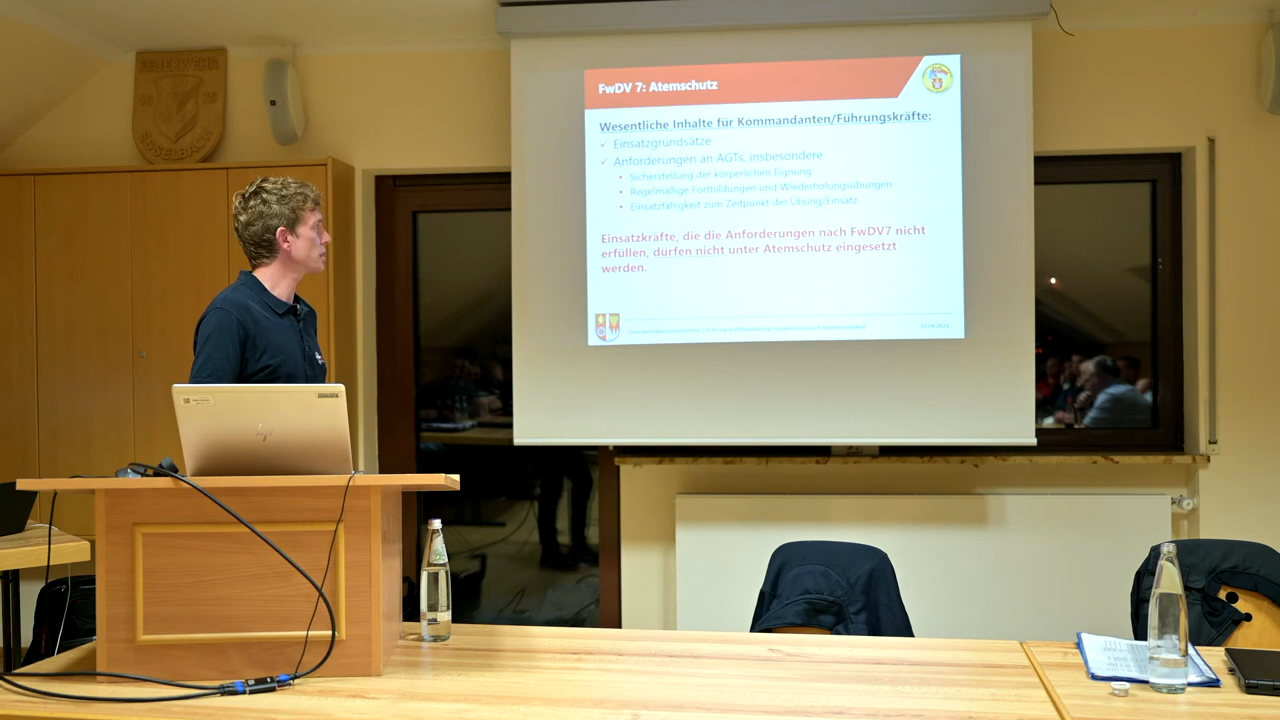 FEUERWEHR
ESSELBACH
FwDV 7: Atemschutz
Wesentliche Inhalte für Kommandanten/Führungskräfte:
✓ Einsatzgrundsätze
✓ Anforderungen an AGTs, insbesondere
• Sicherstellung der körperlichen Eignung
• Regelmäßige Fortbildungen und Wiederholungsübungen
• Einsatzfähigkeit zum Zeitpunkt der Übung/Einsatz
Einsatzkräfte, die die Anforderungen nach FwDV7 nicht
erfüllen, dürfen nicht unter Atemschutz eingesetzt
werden.
hp